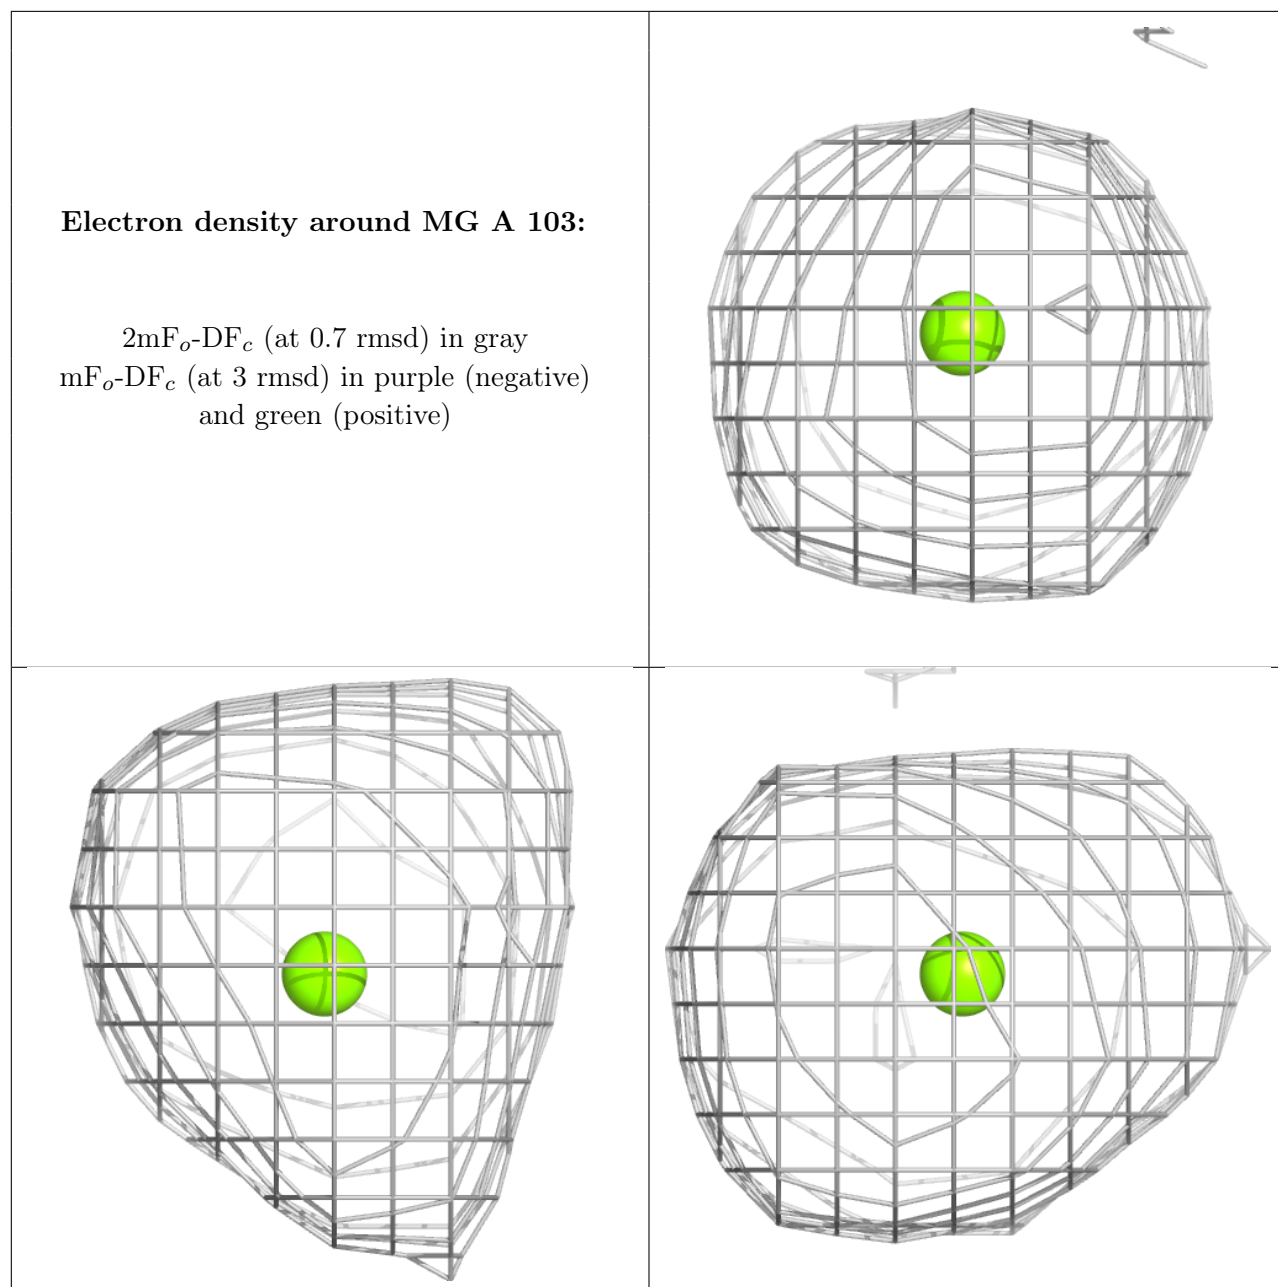 Electron density around MG A 103:
2mFo-DFc (at 0.7 rmsd) in gray
mFo-DFc (at 3 rmsd) in purple (negative)
and green (positive)